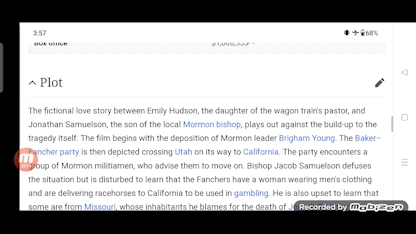 3:57
68%
Box office
Plot
The fictional love story between Emily Hudson, the daughter of the wagon train's pastor, and
Jonathan Samuelson, the son of the local Mormon bishop, plays out against the build-up to the
tragedy itself. The film begins with the deposition of Mormon leader Brigham Young. The Baker–
Fancher party is then depicted crossing Utah on its way to California. The party encounters a
group of Mormon militiamen, who advise them to move on. Bishop Jacob Samuelson defuses
the situation but is disturbed to learn that the Fanchers have a woman wearing men's clothing
and are delivering racehorses to California to be used in gambling. He is also upset to learn that
some are from Missouri, whose inhabitants he blames for the death of
Recorded by Mobizen